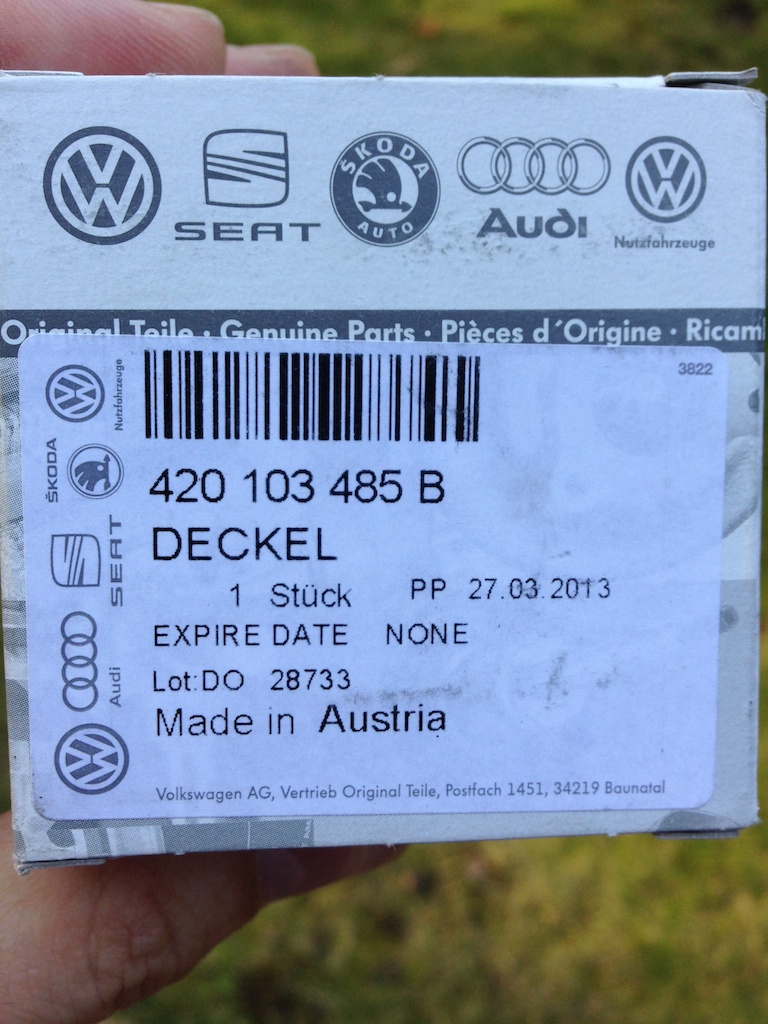 SEAT
ŠKODA
AUTO
Audi
Nutzfahrzeuge
Original Teile · Genuine Parts · Pièces d´Origine ·
3822
Nutzfahrzeuge
ŠKODA
SEAT
Audi
420 103 485 B
DECKEL
1 Stück PP 27.03.2013
EXPIRE DATE NONE
Lot:DO 28733
Made in Austria
Volkswagen AG, Vertrieb Original Teile, Postfach 1451, 34219 Baunatal